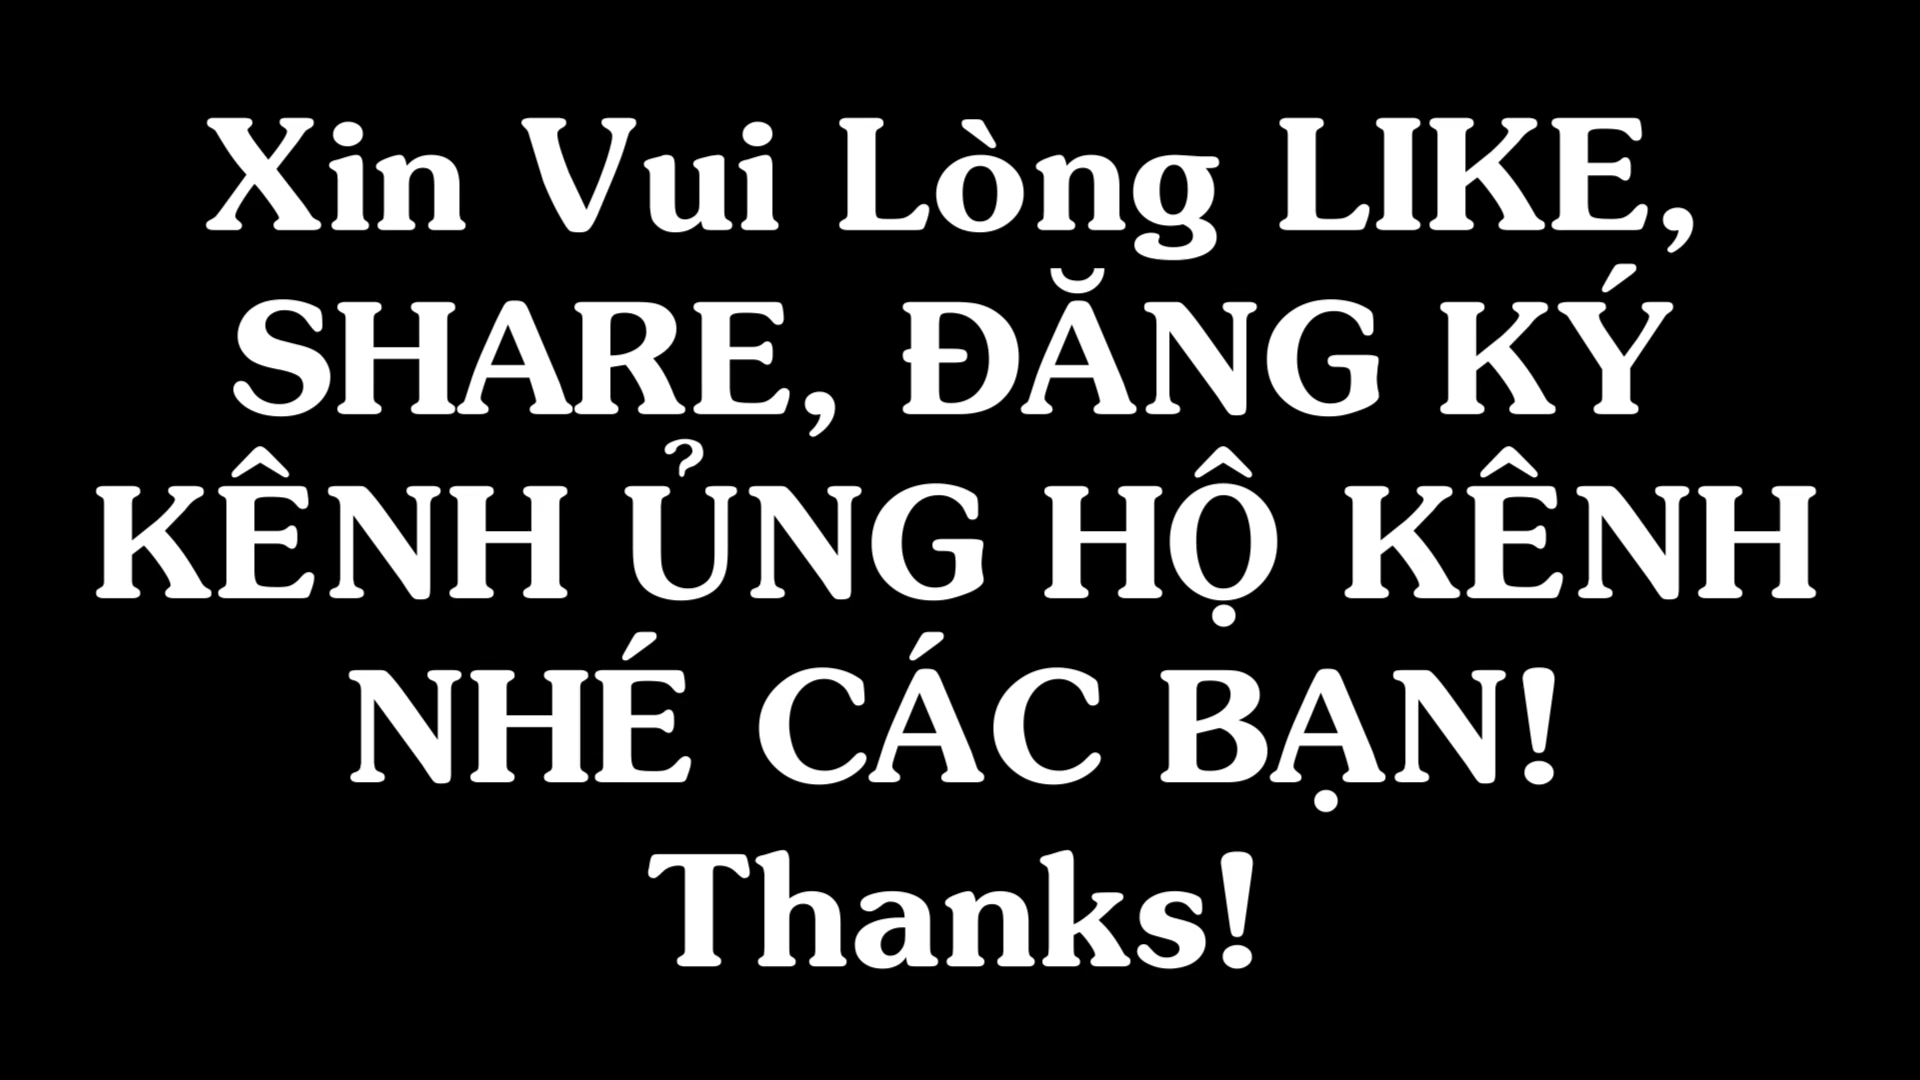 Xin Vui Lòng LIKE,
SHARE, ĐĂNG KÝ
KÊNH ỦNG HỘ KÊNH
NHÉ CÁC BẠN!
Thanks!